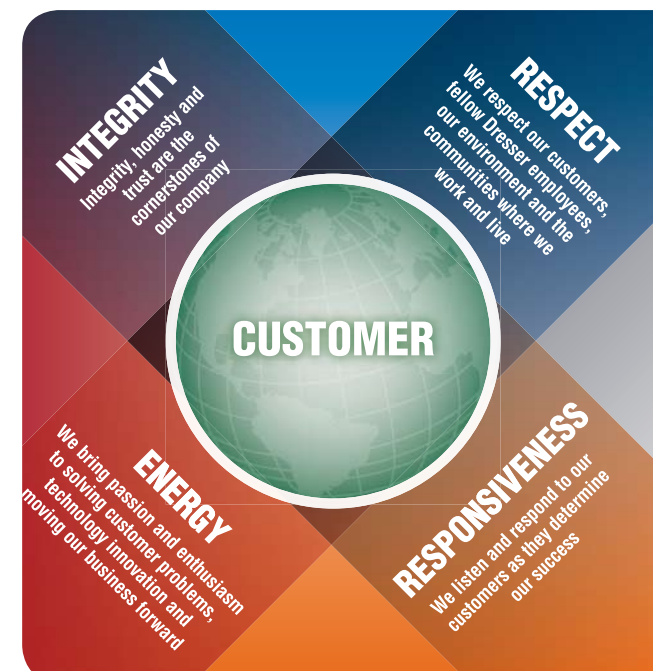 INTEGRITY
Integrity, honesty and
trust are the
cornerstones of
our company
RESPECT
We respect our customers,
fellow Dresser employees,
our environment and the
communities where we
work and live
CUSTOMER
ENERGY
We bring passion and enthusiasm
to solving customer problems,
technology innovation and
moving our business forward
RESPONSIVENESS
We listen and respond to our
customers as they determine
our success